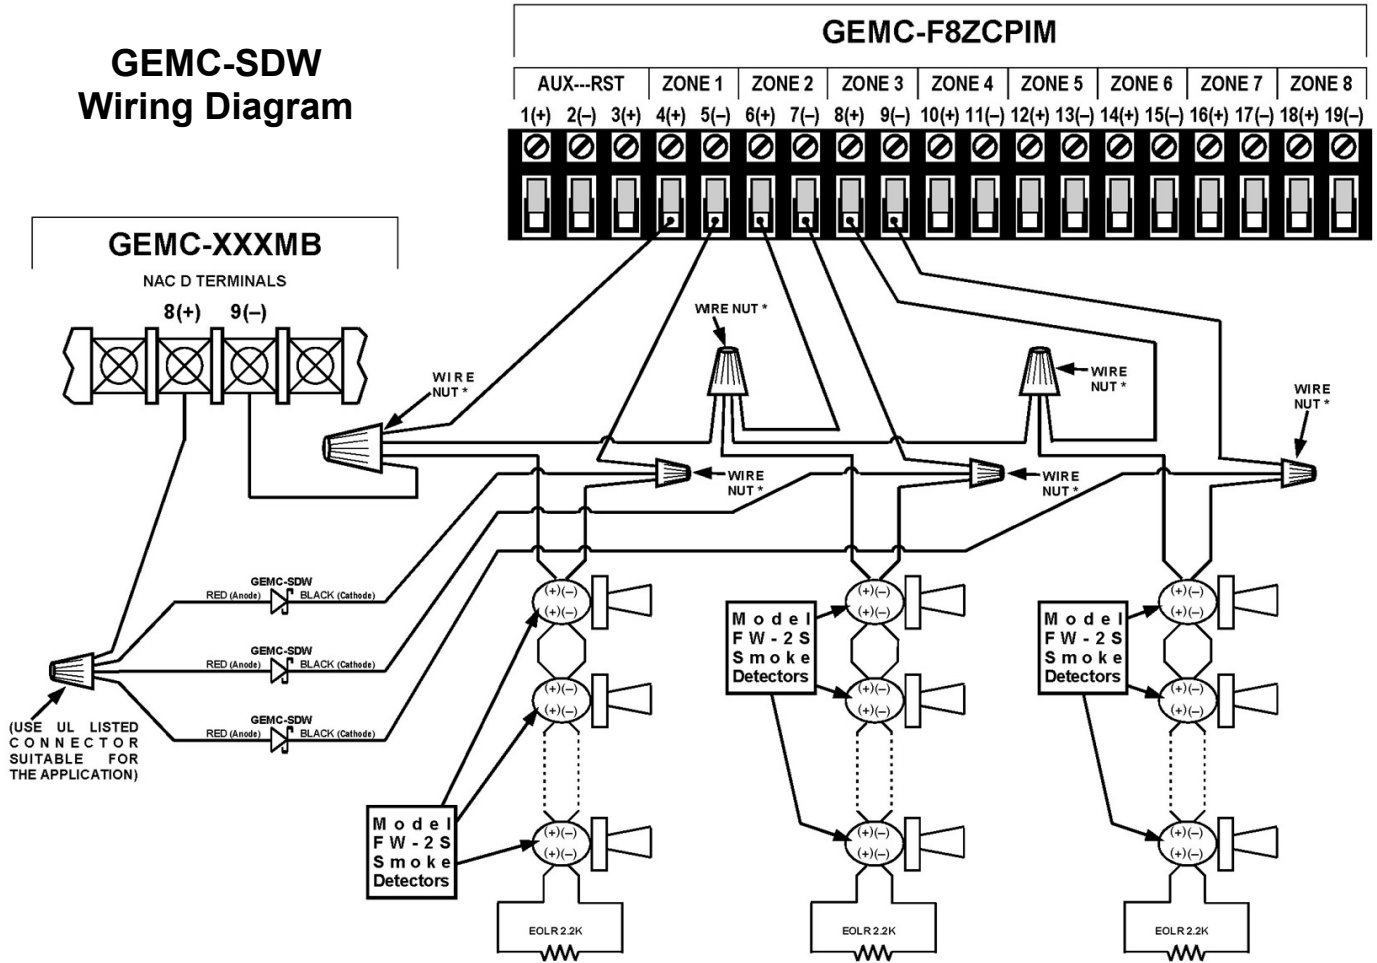 GEMC-SDW
Wiring Diagram
GEMC-F8ZCPIM
AUX---RST ZONE 1 ZONE 2 ZONE 3 ZONE 4 ZONE 5 ZONE 6 ZONE 7 ZONE 8
1(+) 2(–) 3(+) 4(+) 5(–) 6(+) 7(–) 8(+) 9(–) 10(+) 11(–) 12(+) 13(–) 14(+) 15(–) 16(+) 17(–) 18(+) 19(–)
GEMC-XXXMB
NAC D TERMINALS
8(+) 9(–)
WIRE NUT *
WIRE
NUT *
WIRE
NUT *
WIRE
NUT *
WIRE
NUT *
WIRE
NUT *
GEMC-SDW
RED (Anode) BLACK (Cathode)
GEMC-SDW
RED (Anode) BLACK (Cathode)
GEMC-SDW
RED (Anode) BLACK (Cathode)
(USE UL LISTED
CONNECTOR
SUITABLE FOR
THE APPLICATION)
(+)(–)
(+)(–)
(+)(–)
(+)(–)
(+)(–)
(+)(–)
Model
FW-2S
Smoke
Detectors
EOLR 2.2K
(+)(–)
(+)(–)
(+)(–)
(+)(–)
(+)(–)
(+)(–)
Model
FW-2S
Smoke
Detectors
EOLR 2.2K
(+)(–)
(+)(–)
(+)(–)
(+)(–)
(+)(–)
(+)(–)
Model
FW-2S
Smoke
Detectors
EOLR 2.2K